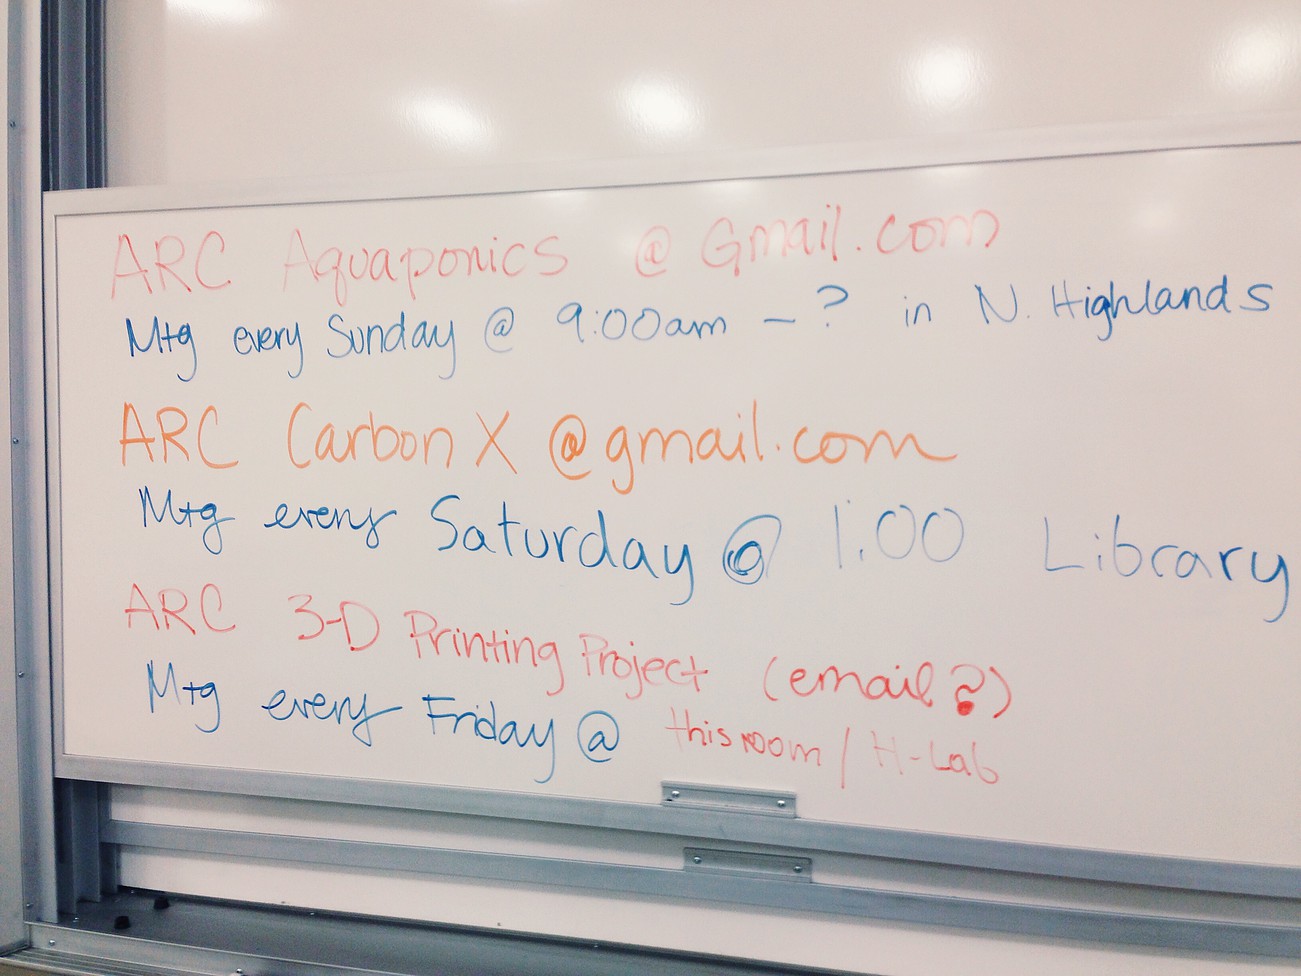 ARC Aquaponics @ Gmail.com
Mtg every Sunday @ 9:00am - ? in N. Highlands
ARC Carbon X @gmail.com
Mtg every Saturday @ 1:00 Library
ARC 3-D Printing Project (email?)
Mtg every Friday @ this room / H-Lab